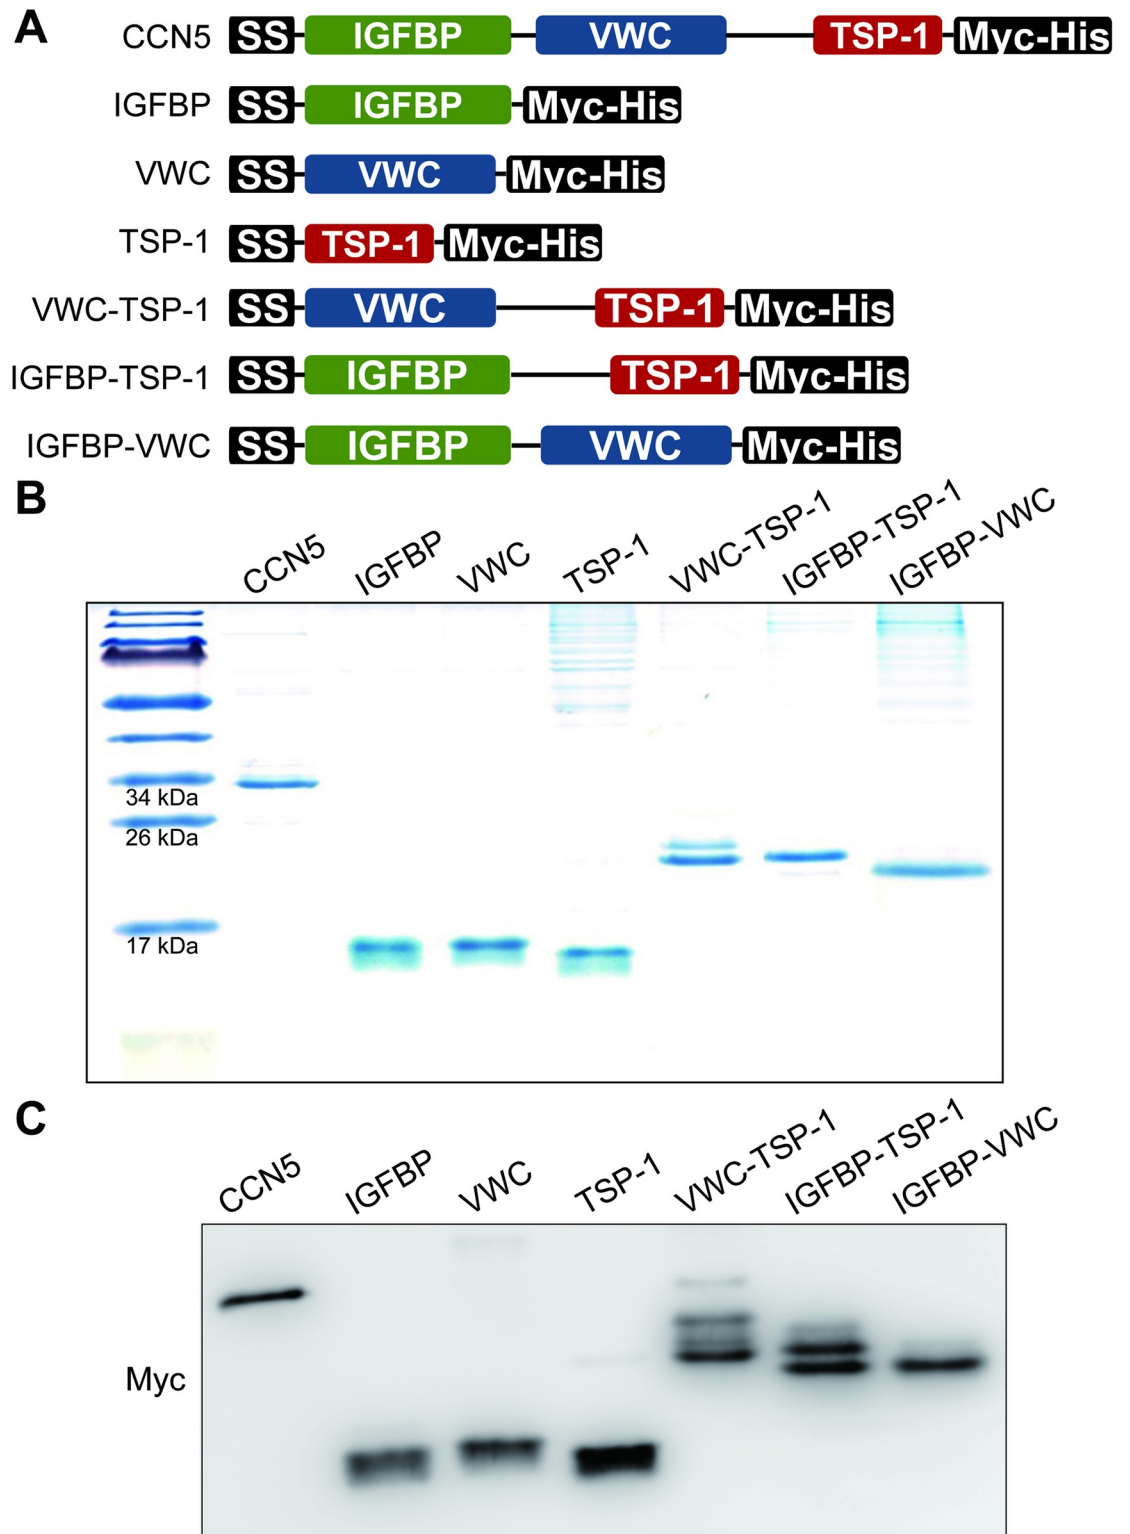 A
CCN5 SS IGFBP VWC TSP-1 Myc-His
IGFBP SS IGFBP Myc-His
VWC SS VWC Myc-His
TSP-1 SS TSP-1 Myc-His
VWC-TSP-1 SS VWC TSP-1 Myc-His
IGFBP-TSP-1 SS IGFBP TSP-1 Myc-His
IGFBP-VWC SS IGFBP VWC Myc-His
B
CCN5 IGFBP VWC TSP-1 VWC-TSP-1 IGFBP-TSP-1 IGFBP-VWC
34 kDa
26 kDa
17 kDa
C
CCN5 IGFBP VWC TSP-1 VWC-TSP-1 IGFBP-TSP-1 IGFBP-VWC
Myc